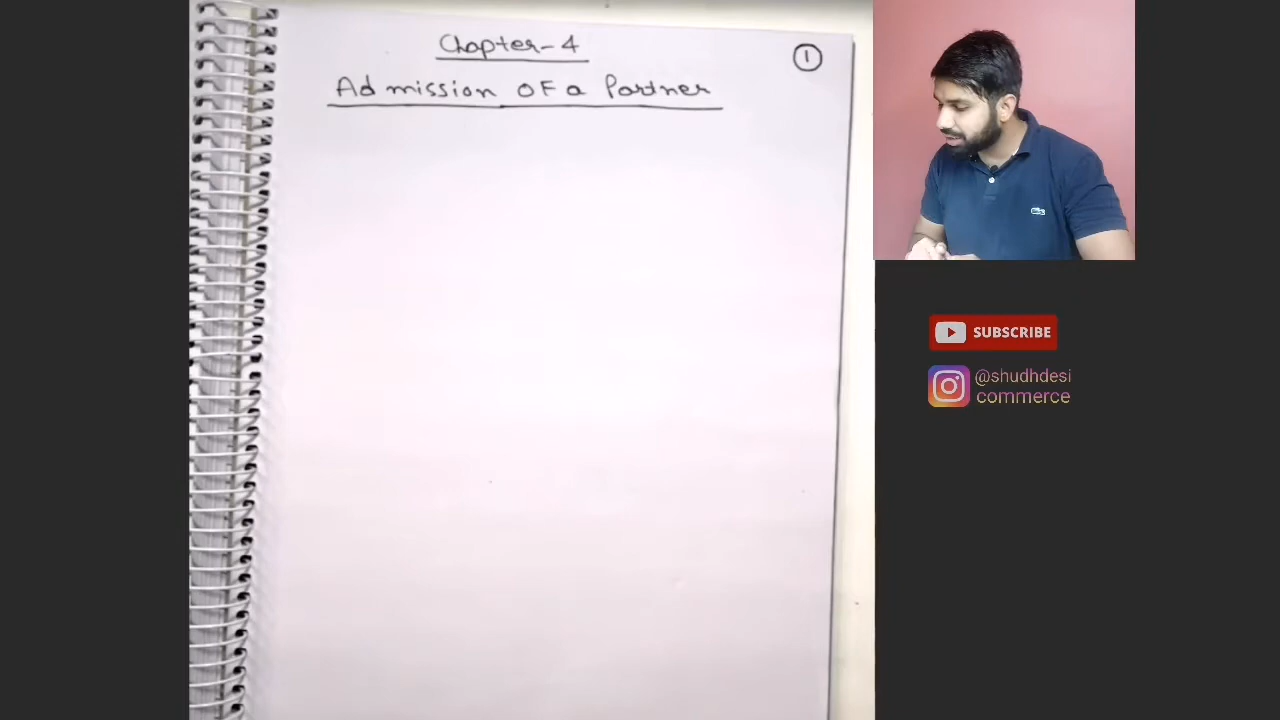 Chapter-4
①
Admission OF a Partner
SUBSCRIBE
@shudhdesi
commerce